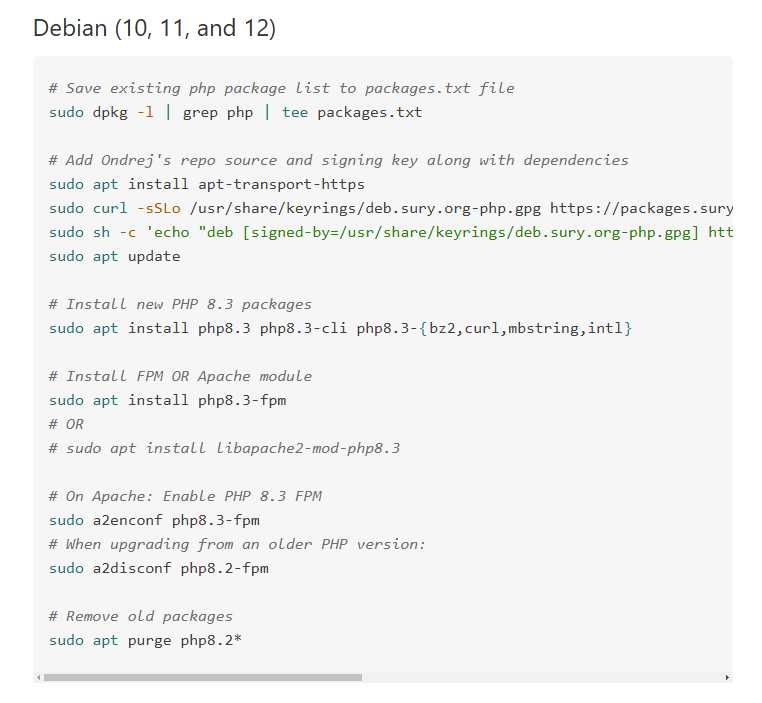 Debian (10, 11, and 12)
# Save existing php package list to packages.txt file
sudo dpkg -l | grep php | tee packages.txt
# Add Ondrej's repo source and signing key along with dependencies
sudo apt install apt-transport-https
sudo curl -sSLo /usr/share/keyrings/deb.sury.org-php.gpg https://packages.sury
sudo sh -c 'echo "deb [signed-by=/usr/share/keyrings/deb.sury.org-php.gpg] htt
sudo apt update
# Install new PHP 8.3 packages
sudo apt install php8.3 php8.3-cli php8.3-{bz2,curl,mbstring,intl}
# Install FPM OR Apache module
sudo apt install php8.3-fpm
# OR
# sudo apt install libapache2-mod-php8.3
# On Apache: Enable PHP 8.3 FPM
sudo a2enconf php8.3-fpm
# When upgrading from an older PHP version:
sudo a2disconf php8.2-fpm
# Remove old packages
sudo apt purge php8.2*